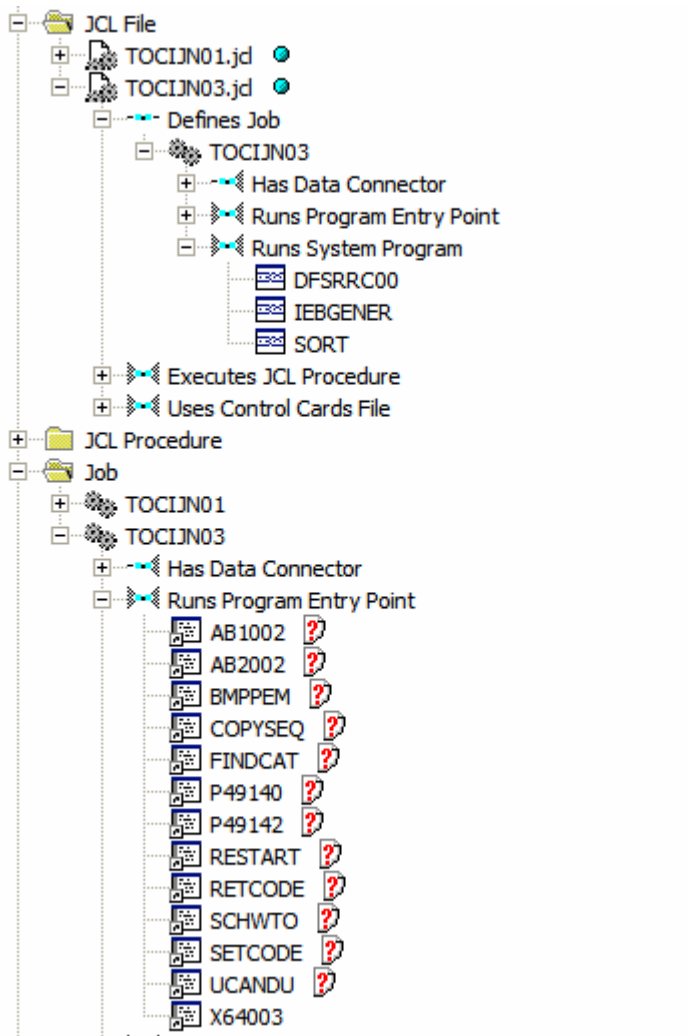 JCL File
TOCIJN01.jcl
TOCIJN03.jcl
Defines Job
TOCIJN03
Has Data Connector
Runs Program Entry Point
Runs System Program
DFSRRC00
IEBGENER
SORT
Executes JCL Procedure
Uses Control Cards File
JCL Procedure
Job
TOCIJN01
TOCIJN03
Has Data Connector
Runs Program Entry Point
AB1002
AB2002
BMPPEM
COPYSEQ
FINDCAT
P49140
P49142
RESTART
RETCODE
SCHWTO
SETCODE
UCANDU
X64003